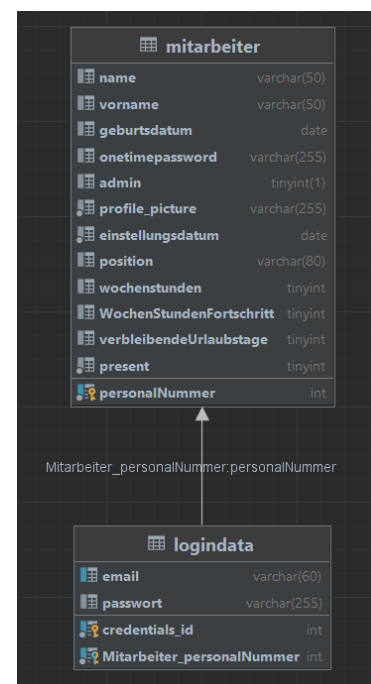 mitarbeiter
name varchar(50)
vorname varchar(50)
geburtsdatum date
onetimepassword varchar(255)
admin tinyint(1)
profile_picture varchar(255)
einstellungsdatum date
position varchar(80)
wochenstunden tinyint
WochenStundenFortschritt tinyint
verbleibendeUrlaubstage tinyint
present tinyint
personalNummer int
Mitarbeiter_personalNummer:personalNummer
logindata
email varchar(60)
passwort varchar(255)
credentials_id int
Mitarbeiter_personalNummer int